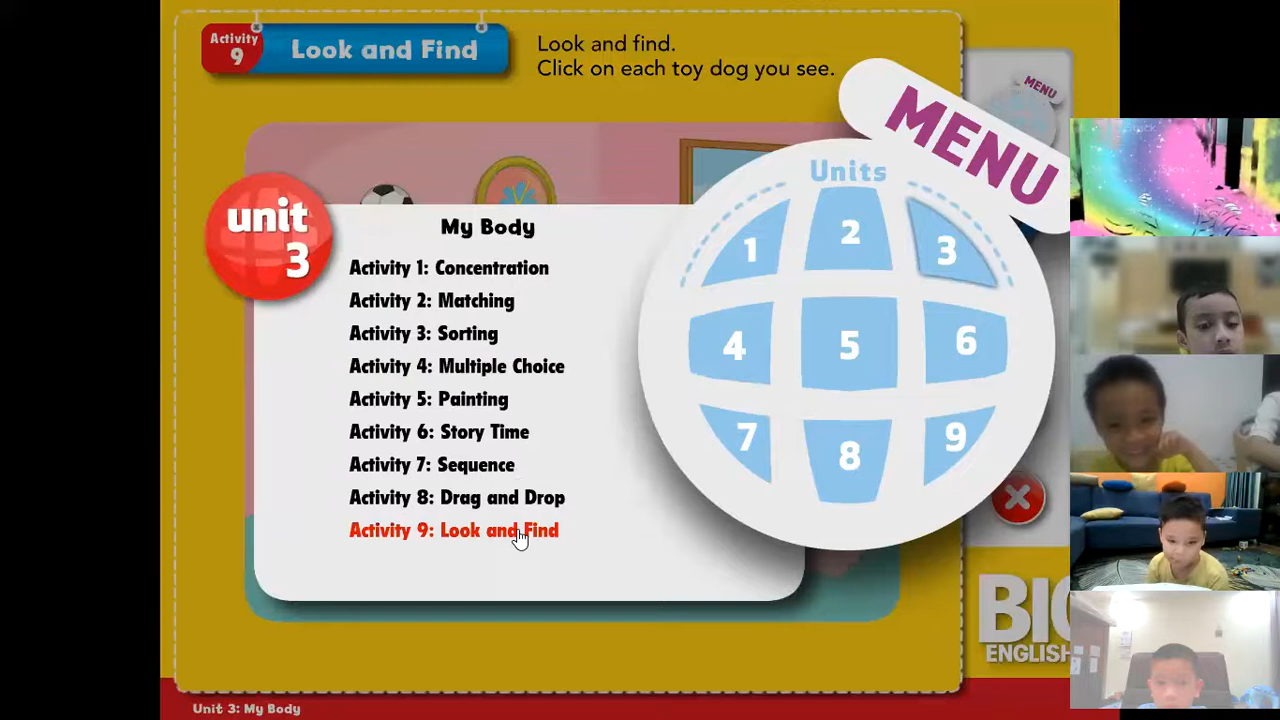 Activity
9
Look and Find
Look and find.
Click on each toy dog you see.
MENU
MENU
Units
1
2
3
4
5
6
7
8
9
unit
3
My Body
Activity 1: Concentration
Activity 2: Matching
Activity 3: Sorting
Activity 4: Multiple Choice
Activity 5: Painting
Activity 6: Story Time
Activity 7: Sequence
Activity 8: Drag and Drop
Activity 9: Look and Find
ENGLISH
Unit 3: My Body